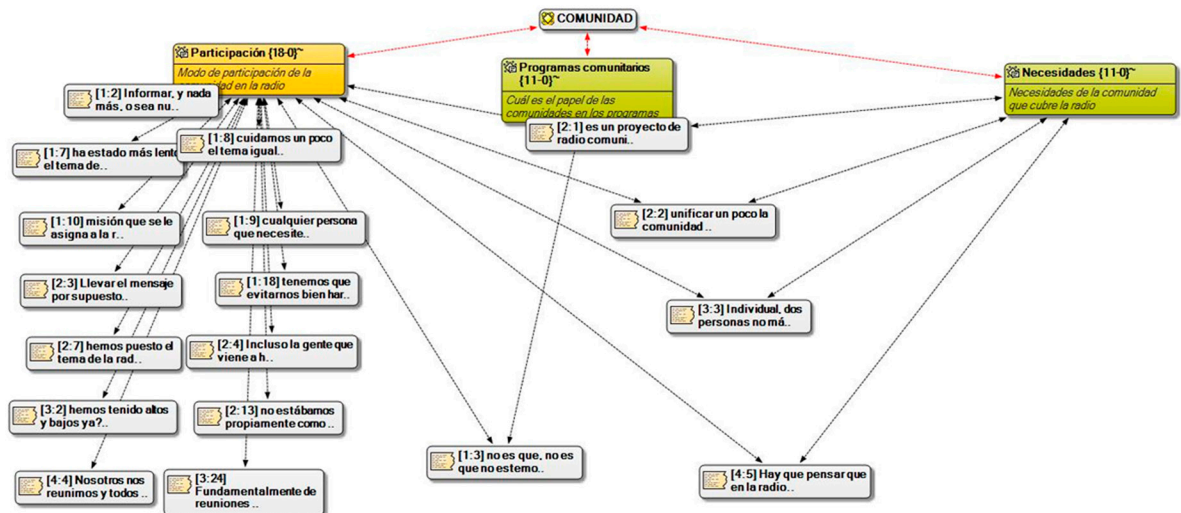 COMUNIDAD
Participación {18-0}~
Modo de participación de la
comunidad en la radio
Programas comunitarios
{11-0}~
Cuál es el papel de las
comunidades en los programas
Necesidades {11-0}~
Necesidades de la comunidad
que cubre la radio
[1:2] Informar, y nada
más, o sea nu..
[2:1] es un proyecto de
radio comuni..
[1:8] cuidamos un poco
el tema igual..
[1:7] ha estado más lento
el tema de..
[1:10] misión que se le
asigna a la r..
[1:9] cualquier persona
que necesite..
[2:2] unificar un poco la
comunidad ..
[2:3] Llevar el mensaje
por supuesto..
[1:18] tenemos que
evitarnos bien har..
[3:3] Individual, dos
personas no má..
[2:7] hemos puesto el
tema de la rad..
[2:4] Incluso la gente que
viene a h..
[3:2] hemos tenido altos
y bajos ya?..
[2:13] no estábamos
propiamente como ..
[1:3] no es que, no es
que no estemo..
[4:4] Nosotros nos
reunimos y todos ..
[3:24]
Fundamentalmente de
reuniones ..
[4:5] Hay que pensar que
en la radio..